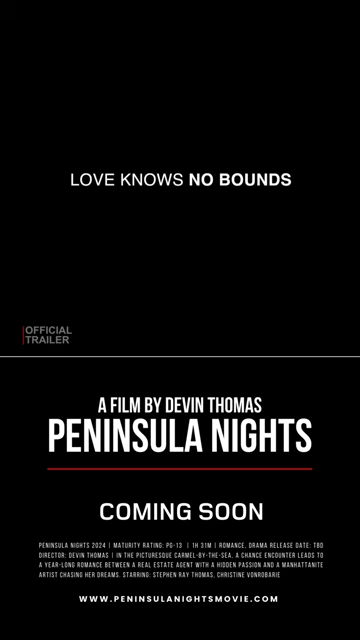 LOVE KNOWS NO BOUNDS
OFFICIAL
TRAILER
A FILM BY DEVIN THOMAS
PENINSULA NIGHTS
COMING SOON
PENINSULA NIGHTS 2024 | MATURITY RATING: PG-13 | 1H 31M | ROMANCE, DRAMA RELEASE DATE: TBD
DIRECTOR: DEVIN THOMAS | IN THE PICTURESQUE CARMEL-BY-THE-SEA, A CHANCE ENCOUNTER LEADS TO
A YEAR-LONG ROMANCE BETWEEN A REAL ESTATE AGENT WITH A HIDDEN PASSION AND A MANHATTANITE
ARTIST CHASING HER DREAMS. STARRING: STEPHEN RAY THOMAS, CHRISTINE VONROBARIE
WWW.PENINSULANIGHTSMOVIE.COM